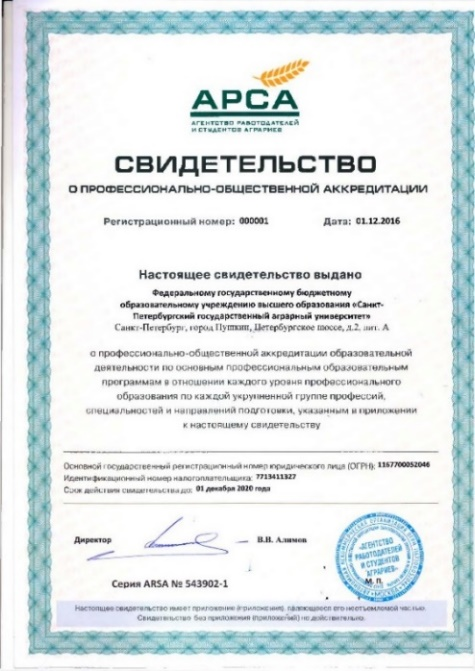 АРСА
АГЕНТСТВО РАБОТОДАТЕЛЕЙ
И СТУДЕНТОВ АГРАРИЕВ
СВИДЕТЕЛЬСТВО
О ПРОФЕССИОНАЛЬНО-ОБЩЕСТВЕННОЙ АККРЕДИТАЦИИ
Регистрационный номер: 000001 Дата: 01.12.2016
Настоящее свидетельство выдано
Федеральному государственному бюджетному
образовательному учреждению высшего образования «Санкт-
Петербургский государственный аграрный университет»
Санкт-Петербург, город Пушкин, Петербургское шоссе, д.2, лит. А
о профессионально-общественной аккредитации образовательной
деятельности по основным профессиональным образовательным
программам в отношении каждого уровня профессионального
образования по каждой укрупненной группе профессий,
специальностей и направлений подготовки, указанным в приложении
к настоящему свидетельству
Основной государственный регистрационный номер юридического лица (ОГРН): 1167700052046
Идентификационный номер налогоплательщика: 7713411327
Срок действия свидетельства до: 01 декабря 2020 года
Директор В.В. Алимов
«АГЕНТСТВО
РАБОТОДАТЕЛЕЙ
И СТУДЕНТОВ
АГРАРИЕВ»
М. П.
Серия ARSA № 543902-1
Настоящее свидетельство имеет приложение (приложения), являющееся его неотъемлемой частью.
Свидетельство без приложения (приложений) не действительно.